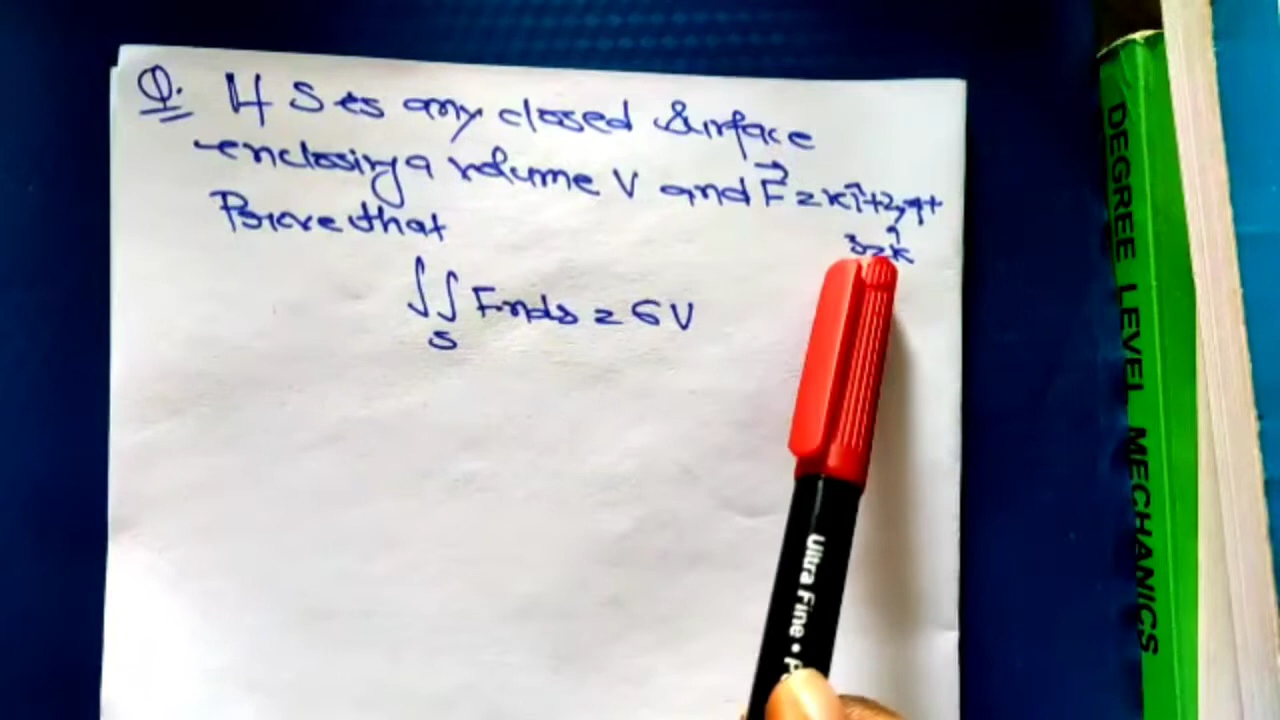 Q. If S is any closed surface
enclosing a volume V and F⃗ = xî + 2yĵ +
3zk̂
Prove that
∬ F.n ds = 6V
S
DEGREE LEVEL MECHANICS
Ultra Fine • P